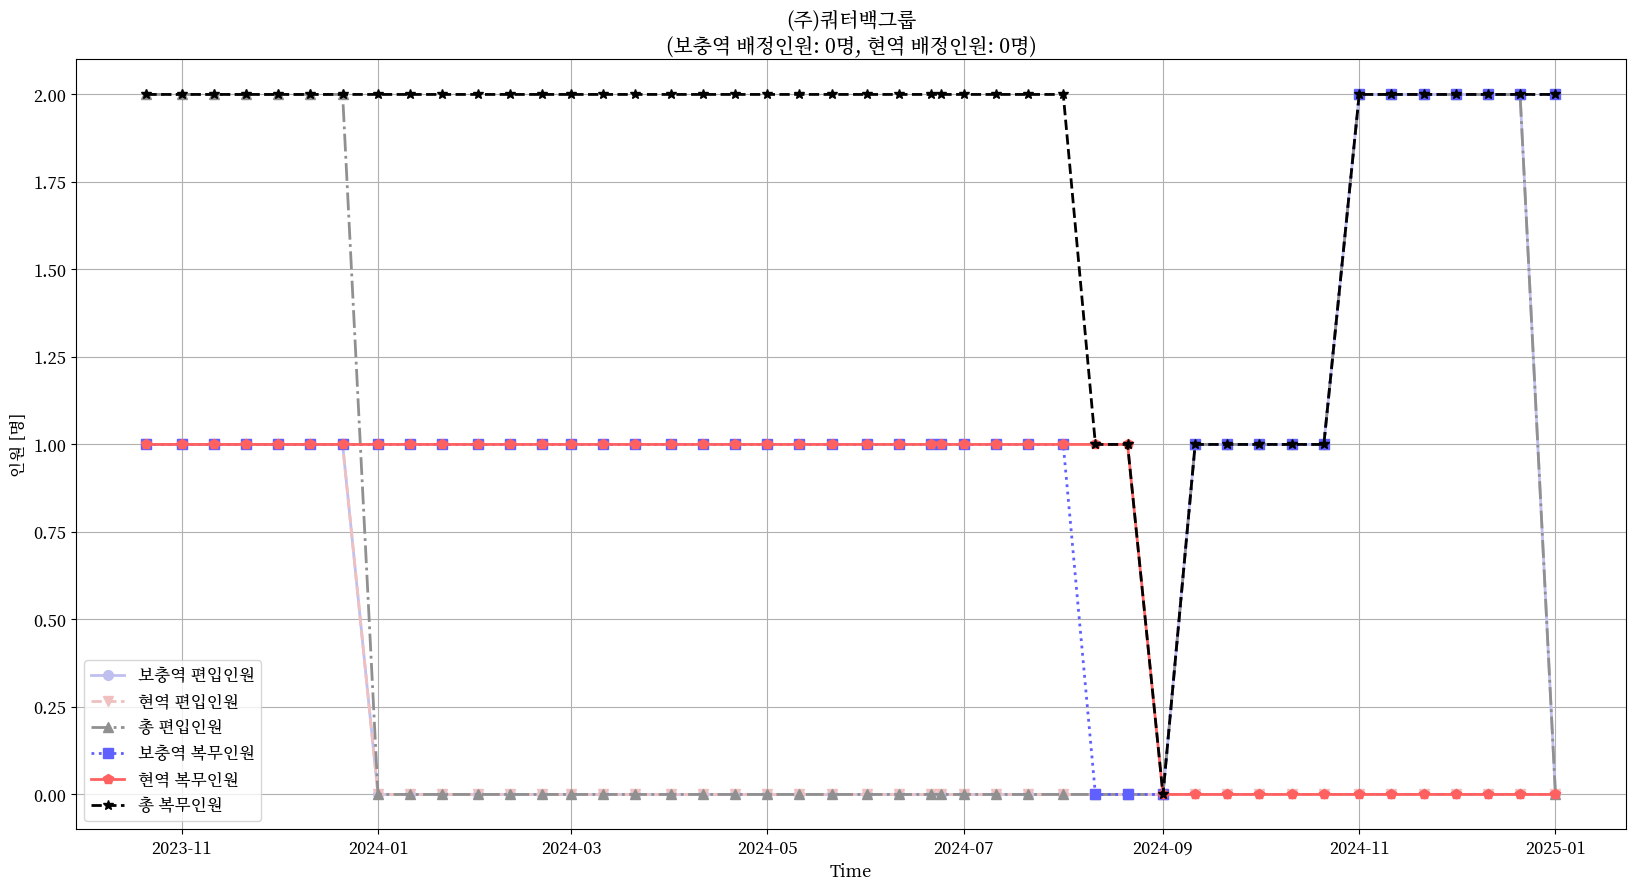 (주)쿼터백그룹
(보충역 배정인원: 0명, 현역 배정인원: 0명)
인원 [명]
2.00
1.75
1.50
1.25
1.00
0.75
0.50
0.25
0.00
보충역 편입인원
현역 편입인원
총 편입인원
보충역 복무인원
현역 복무인원
총 복무인원
2023-11
2024-01
2024-03
2024-05
2024-07
2024-09
2024-11
2025-01
Time